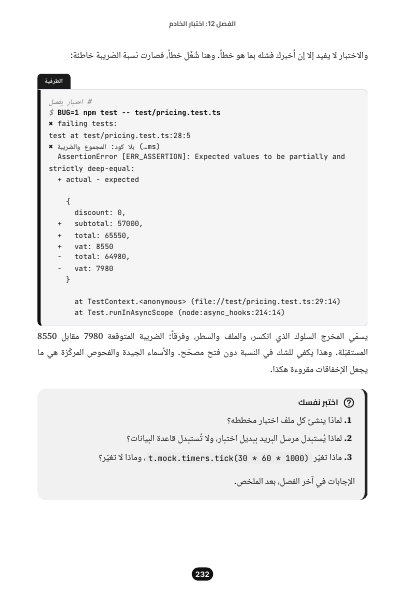 الفصل 12: اختبار الخادم
والاختبار لا يفيد إلا إن أخبرك فشله بما هو خطأ. وهنا شُغّل خطأً، فصارت نسبة الضريبة خاطئة:
الطرفية
# اختبار يفشل
$ BUG=1 npm test -- test/pricing.test.ts
✖ failing tests:
test at test/pricing.test.ts:28:5
✖ بلا كود: المجموع والضريبة (…ms)
AssertionError [ERR_ASSERTION]: Expected values to be partially and
strictly deep-equal:
+ actual - expected
{
discount: 0,
+ subtotal: 57000,
+ total: 65550,
+ vat: 8550
- total: 64980,
- vat: 7980
}
at TestContext.<anonymous> (file://test/pricing.test.ts:29:14)
at Test.runInAsyncScope (node:async_hooks:214:14)
يسمّي المخرج السلوك الذي انكسر، والملف والسطر، وفرقًا: الضريبة المتوقعة 7980 مقابل 8550
المستقبَلة. وهذا يكفي للشك في النسبة دون فتح مصحّح. والأسماء الجيدة والفحوص المركّزة هي ما
يجعل الإخفاقات مقروءة هكذا.
اختبر نفسك
1. لماذا ينشئ كل ملف اختبار مخططه؟
2. لماذا يُستبدل مرسل البريد ببديل اختبار، ولا تُستبدل قاعدة البيانات؟
3. ماذا تغيّر t.mock.timers.tick(30 * 60 * 1000)، وماذا لا تغيّر؟
الإجابات في آخر الفصل، بعد الملخص.
232